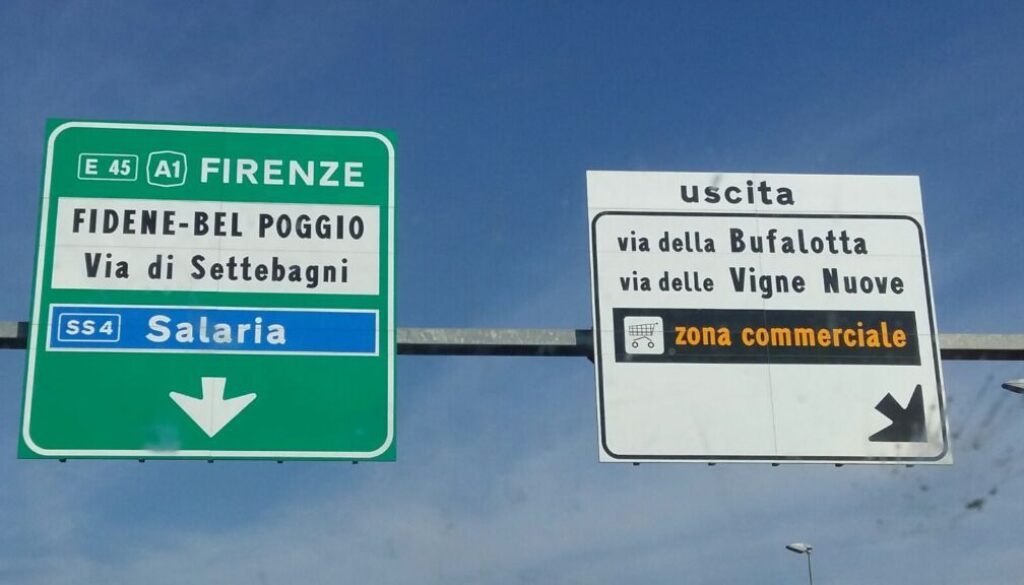 E 45 A1 FIRENZE
FIDENE-BEL POGGIO
Via di Settebagni
SS4 Salaria
uscita
via della Bufalotta
via delle Vigne Nuove
zona commerciale